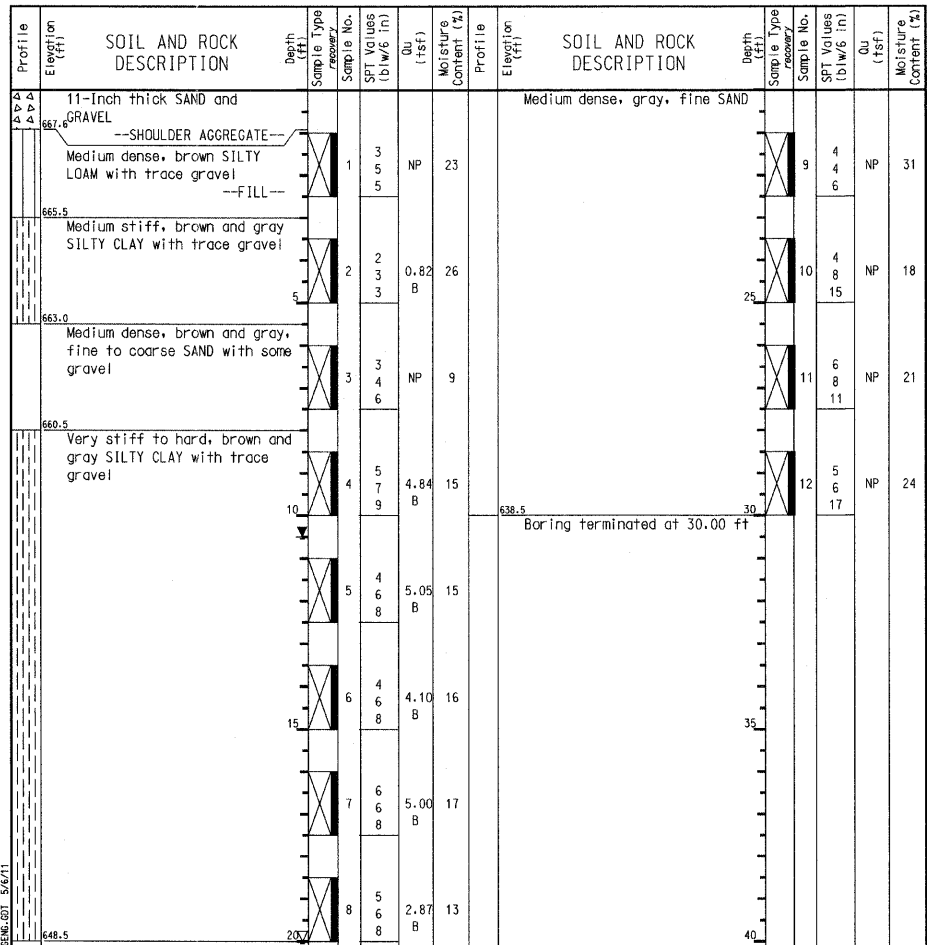 Profile
Elevation (ft)
SOIL AND ROCK DESCRIPTION
Depth (ft)
Sample Type recovery
Sample No.
SPT Values (blw/6 in)
Qu (tsf)
Moisture Content (%)
Profile
Elevation (ft)
SOIL AND ROCK DESCRIPTION
Depth (ft)
Sample Type recovery
Sample No.
SPT Values (blw/6 in)
Qu (tsf)
Moisture Content (%)
11-Inch thick SAND and
GRAVEL
667.6
--SHOULDER AGGREGATE--
Medium dense, brown SILTY
LOAM with trace gravel
--FILL--
1
3
5
5
NP
23
665.5
Medium stiff, brown and gray
SILTY CLAY with trace gravel
2
2
3
3
0.82
B
26
5
663.0
Medium dense, brown and gray,
fine to coarse SAND with some
gravel
3
3
4
6
NP
9
660.5
Very stiff to hard, brown and
gray SILTY CLAY with trace
gravel
4
5
7
9
4.84
B
15
10
5
4
6
8
5.05
B
15
6
4
6
8
4.10
B
16
15
7
6
6
8
5.00
B
17
8
5
6
8
2.87
B
13
648.5
20
Medium dense, gray, fine SAND
9
4
4
6
NP
31
10
4
8
15
NP
18
25
11
6
8
11
NP
21
12
5
6
17
NP
24
638.5
30
Boring terminated at 30.00 ft
35
40
GENG.GDT 5/6/11